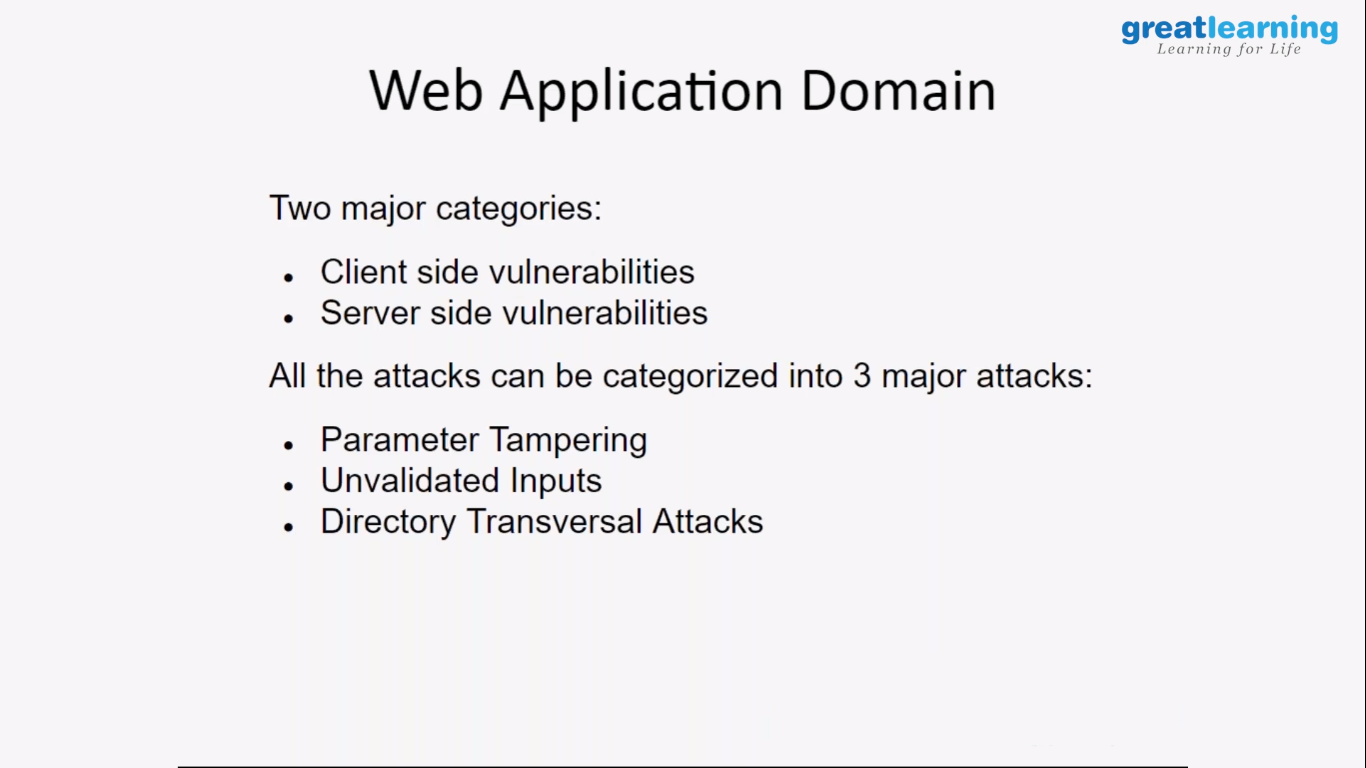 greatlearning
Learning for Life
Web Application Domain
Two major categories:
• Client side vulnerabilities
• Server side vulnerabilities
All the attacks can be categorized into 3 major attacks:
• Parameter Tampering
• Unvalidated Inputs
• Directory Transversal Attacks